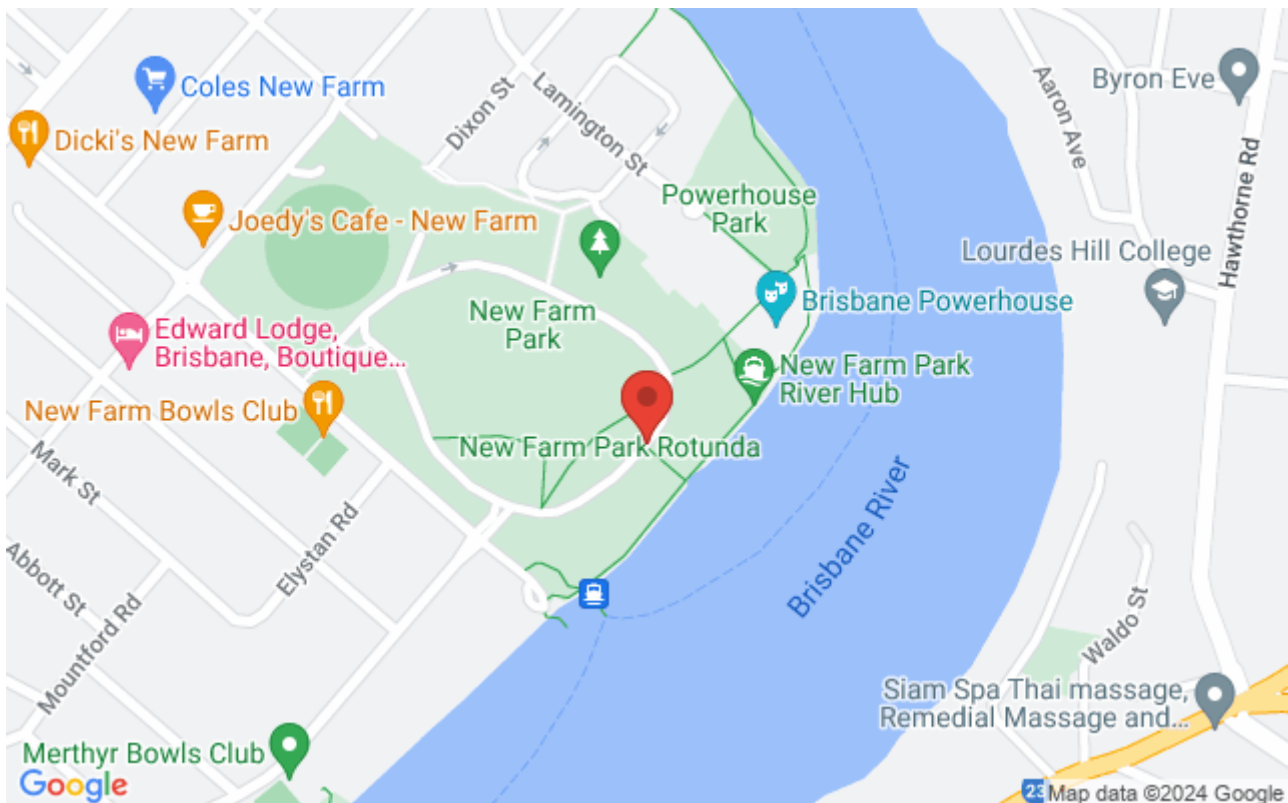 Coles New Farm
Dicki's New Farm
Dixon St
Lamington St
Aaron Ave
Byron Eve
Hawthorne Rd
Joedy's Cafe - New Farm
Powerhouse
Park
Lourdes Hill College
Brisbane Powerhouse
New Farm
Park
Edward Lodge,
Brisbane, Boutique...
New Farm Park
River Hub
New Farm Bowls Club
New Farm Park Rotunda
Mark St
Elystan Rd
Abbott St
Mountford Rd
Brisbane River
Waldo St
Siam Spa Thai massage,
Remedial Massage and...
Merthyr Bowls Club
Google
23
Map data ©2024 Google